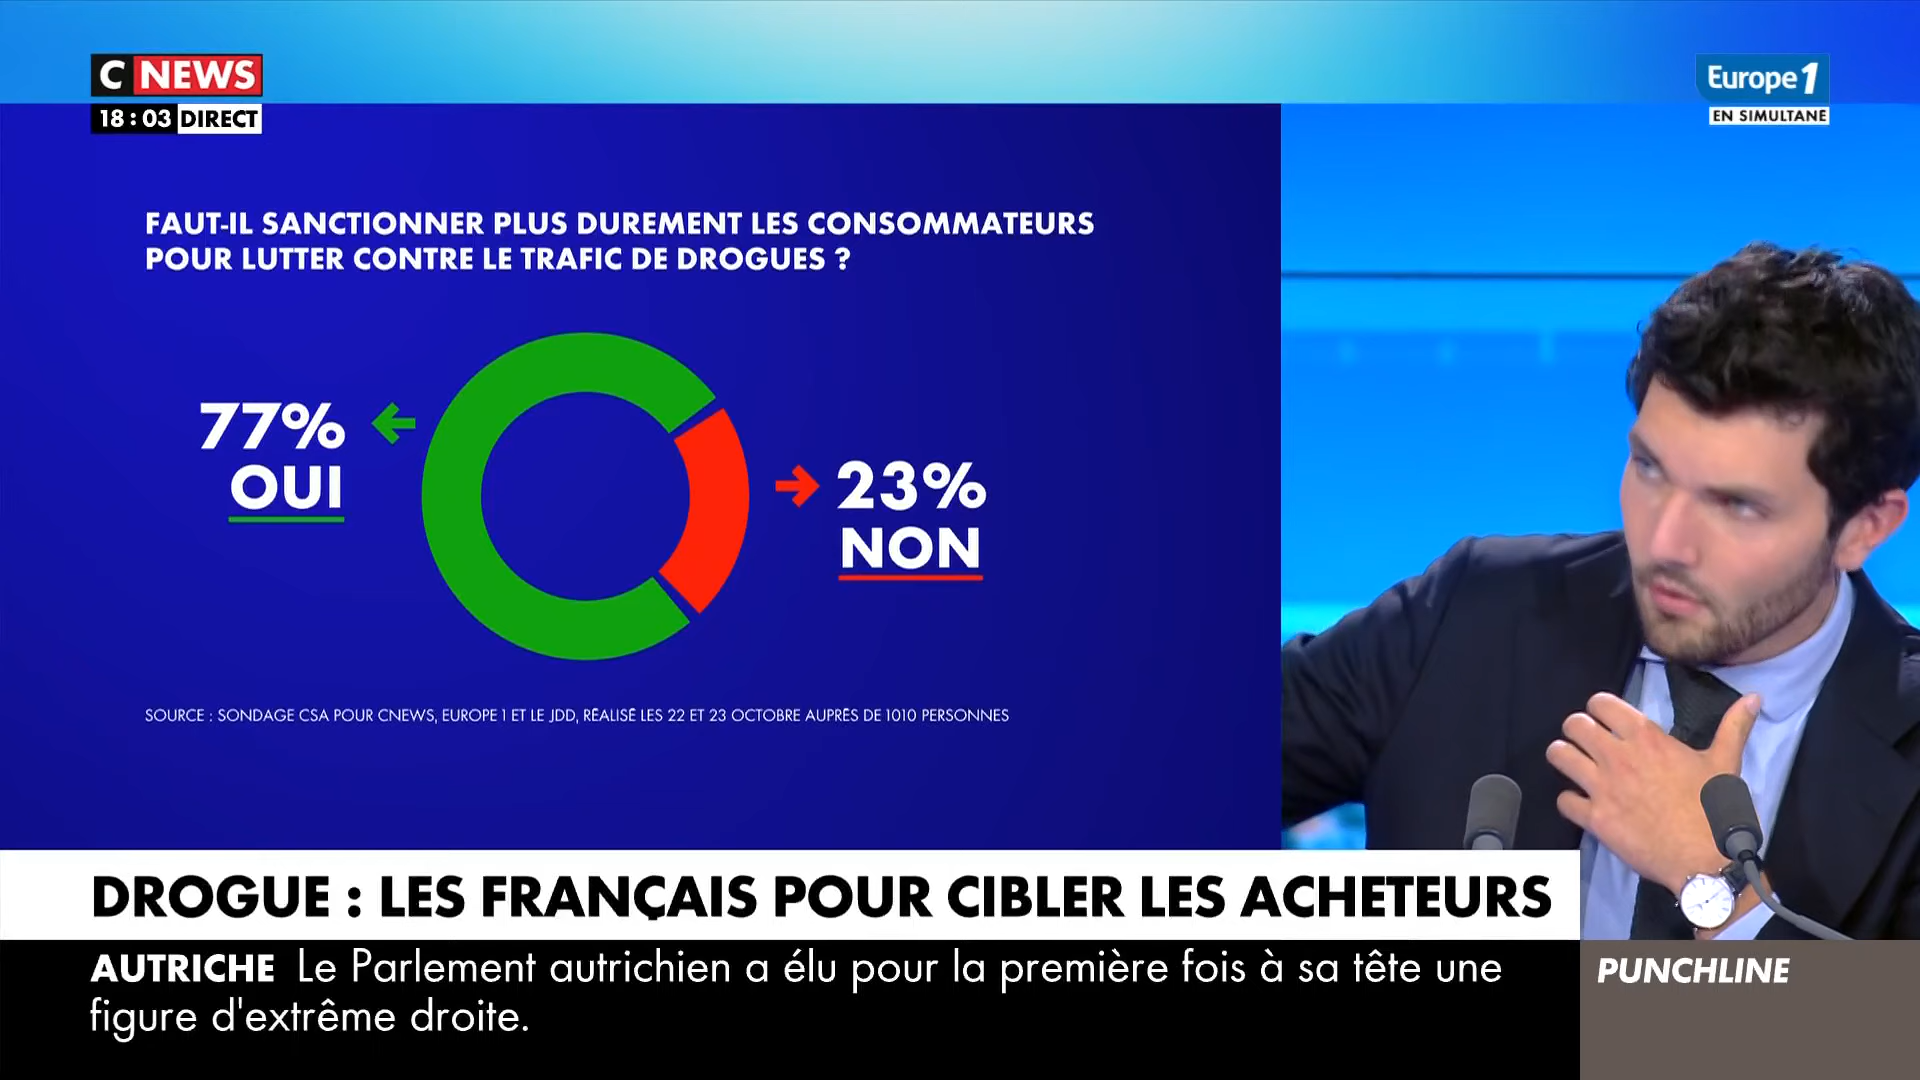 C NEWS
18 : 03 DIRECT
Europe 1
EN SIMULTANE
FAUT-IL SANCTIONNER PLUS DUREMENT LES CONSOMMATEURS
POUR LUTTER CONTRE LE TRAFIC DE DROGUES ?
77%
OUI
23%
NON
SOURCE : SONDAGE CSA POUR CNEWS, EUROPE 1 ET LE JDD, RÉALISÉ LES 22 ET 23 OCTOBRE AUPRÈS DE 1010 PERSONNES
DROGUE : LES FRANÇAIS POUR CIBLER LES ACHETEURS
AUTRICHE Le Parlement autrichien a élu pour la première fois à sa tête une
figure d'extrême droite.
PUNCHLINE